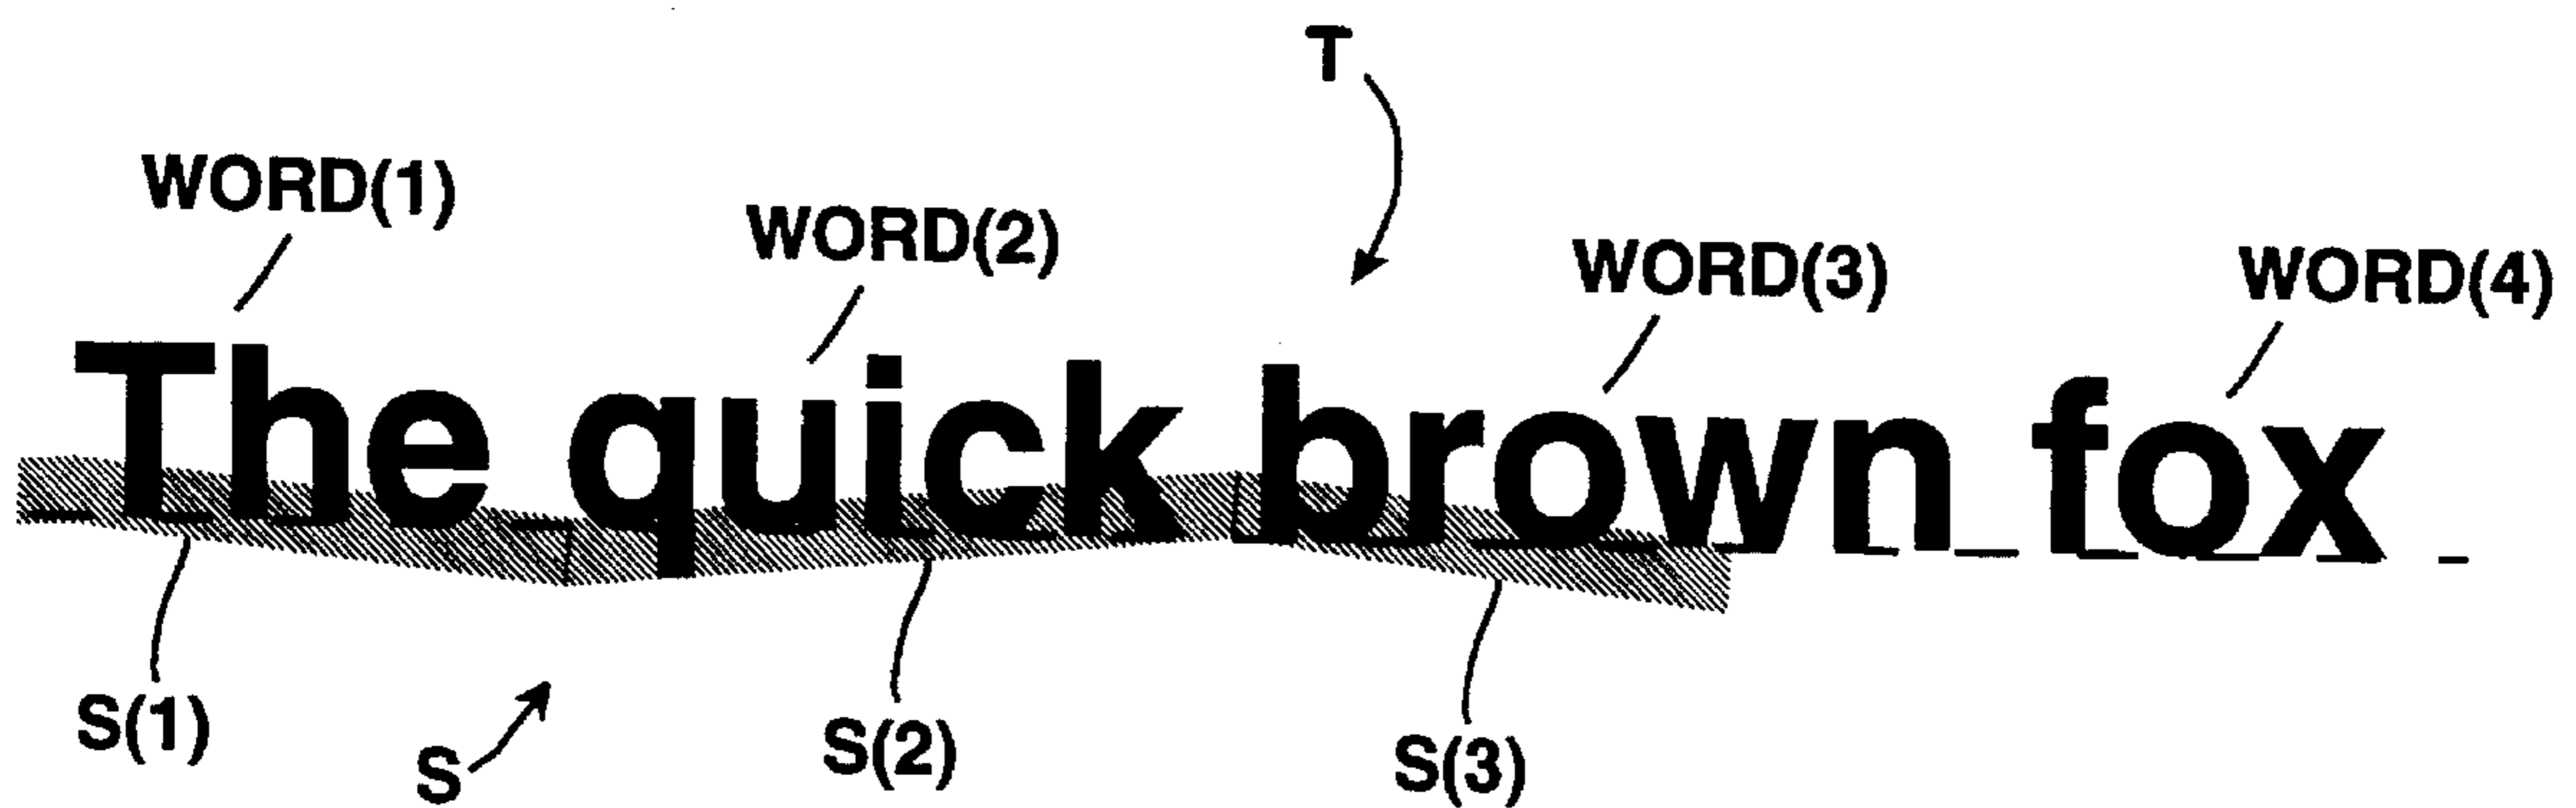 T
WORD(1) WORD(2) WORD(3) WORD(4)
The quick brown fox
S(1) S S(2) S(3)